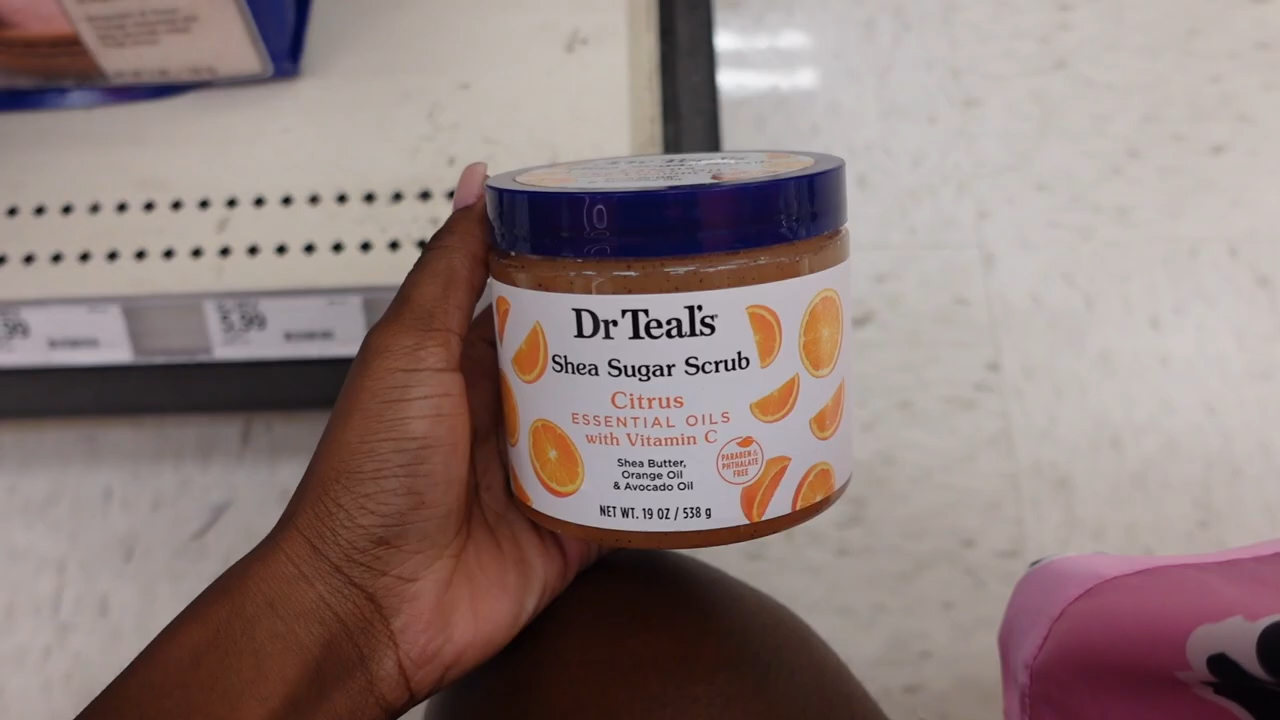 Dr Teal's
Shea Sugar Scrub
Citrus
ESSENTIAL OILS
with Vitamin C
PARABEN &
PHTHALATE
FREE
Shea Butter,
Orange Oil
& Avocado Oil
NET WT. 19 OZ / 538 g
5.99